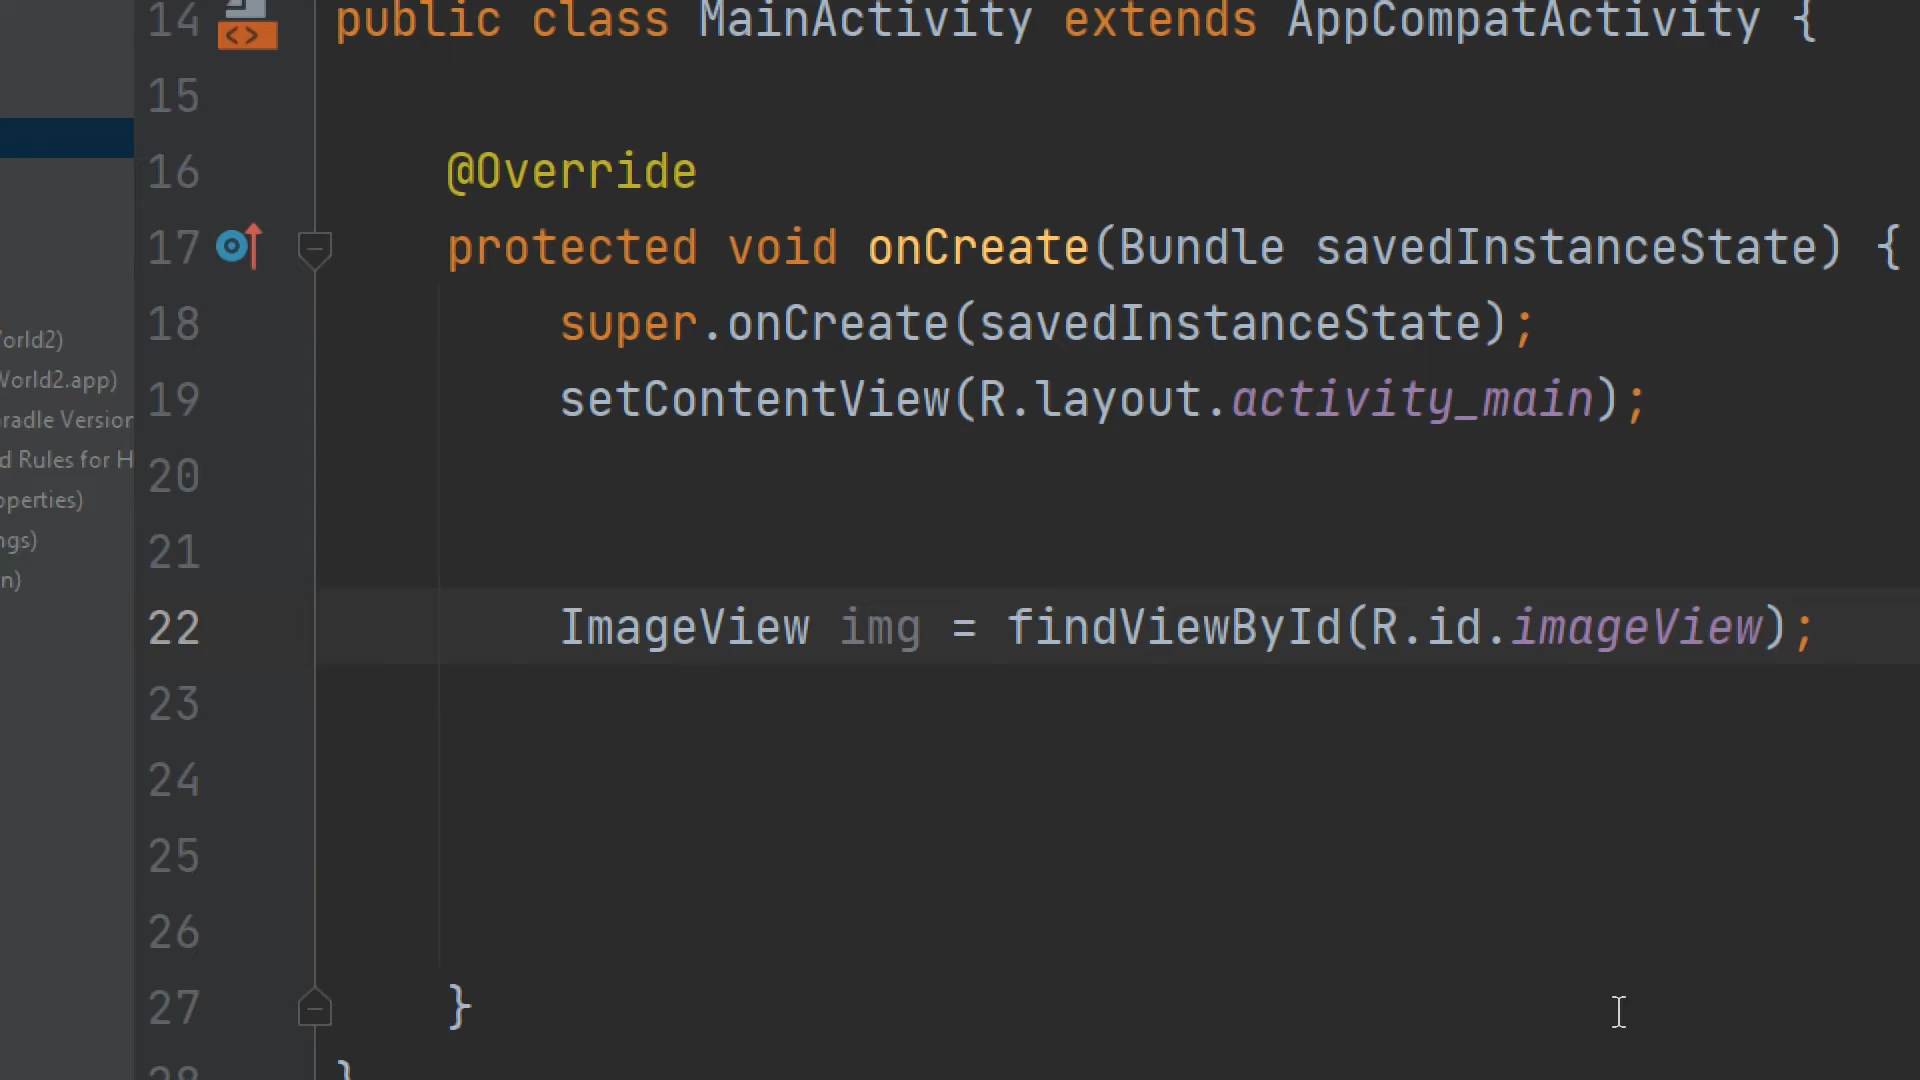 14 public class MainActivity extends AppCompatActivity {
15
16 @Override
17 protected void onCreate(Bundle savedInstanceState) {
18 super.onCreate(savedInstanceState);
19 setContentView(R.layout.activity_main);
20
21
22 ImageView img = findViewById(R.id.imageView);
23
24
25
26
27 }
28 }
orld2)
World2.app)
radle Version
d Rules for H
operties)
ngs)
n)